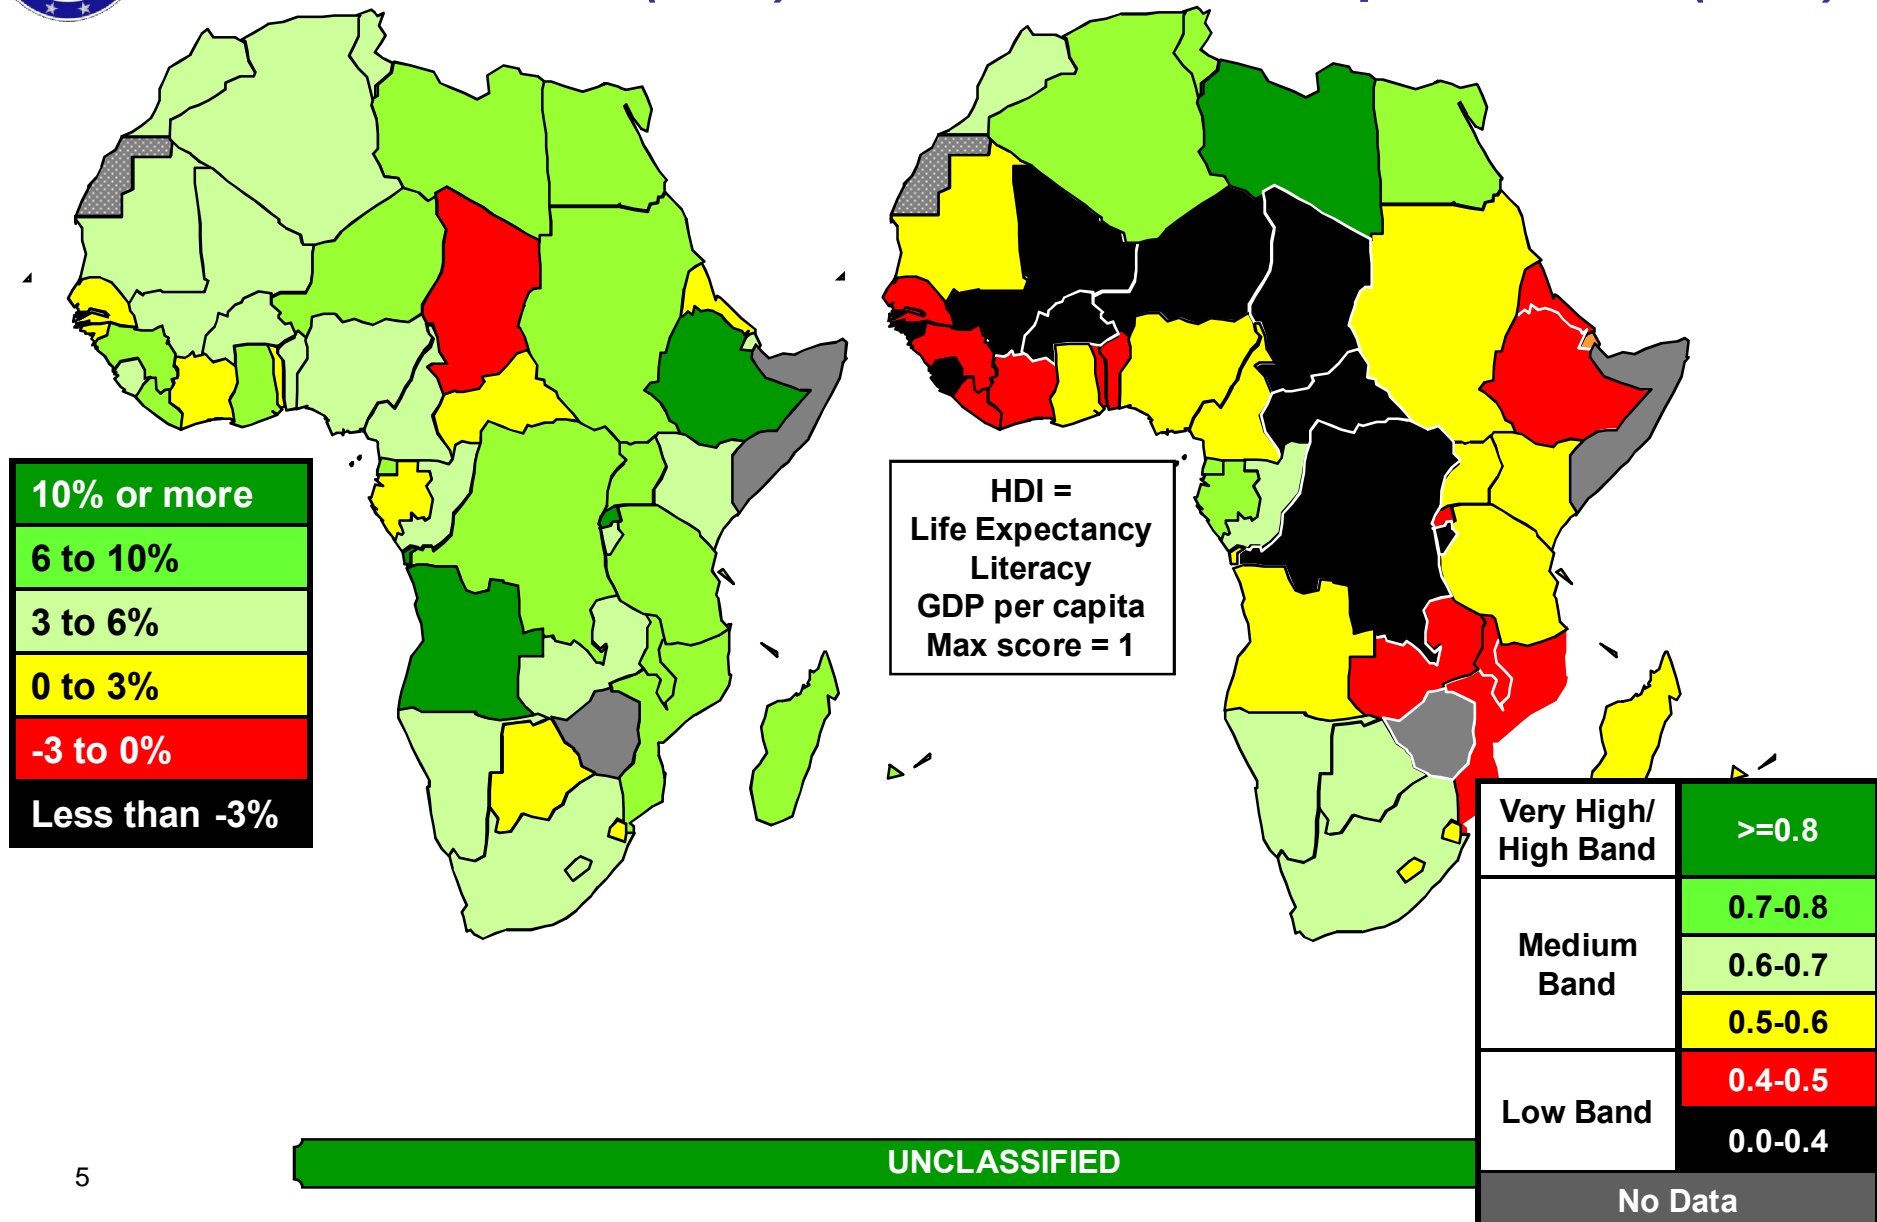 10% or more
6 to 10%
3 to 6%
0 to 3%
-3 to 0%
Less than -3%
HDI =
Life Expectancy
Literacy
GDP per capita
Max score = 1
Very High/
High Band
>=0.8
Medium
Band
0.7-0.8
0.6-0.7
0.5-0.6
Low Band
0.4-0.5
0.0-0.4
No Data
UNCLASSIFIED
5